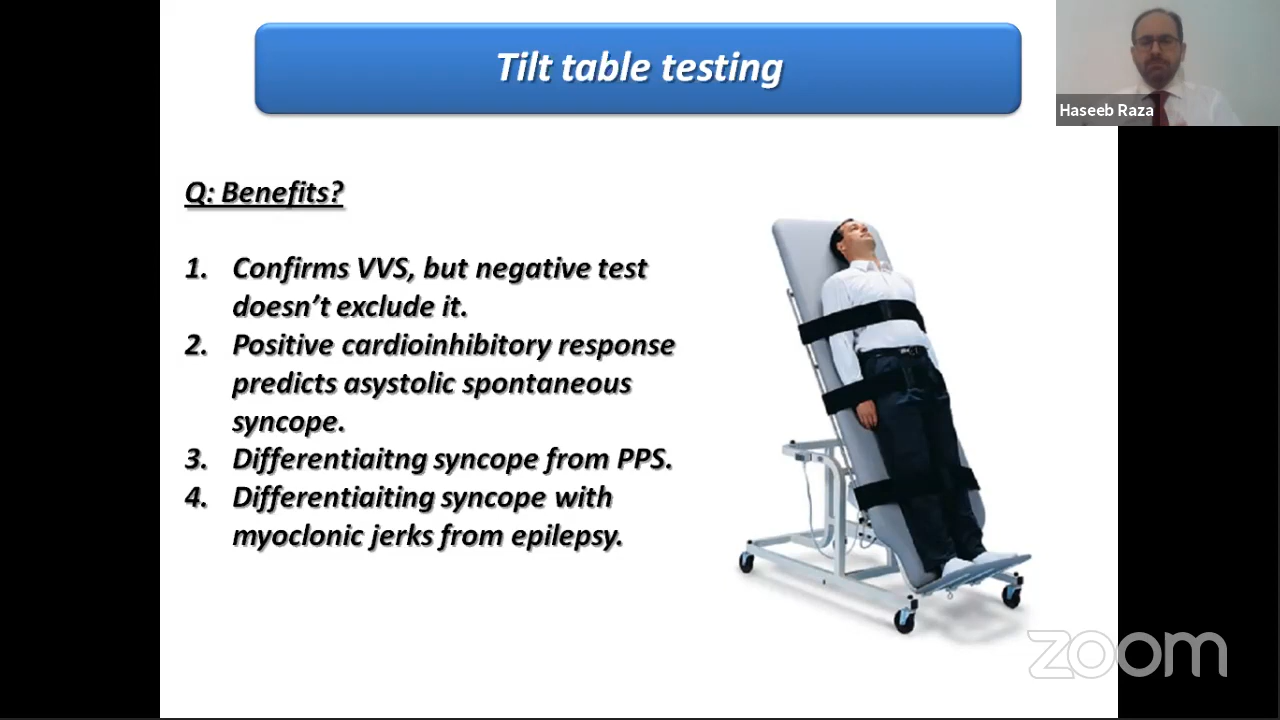 Tilt table testing
Haseeb Raza
Q: Benefits?
1. Confirms VVS, but negative test
doesn't exclude it.
2. Positive cardioinhibitory response
predicts asystolic spontaneous
syncope.
3. Differentiaitng syncope from PPS.
4. Differentiaiting syncope with
myoclonic jerks from epilepsy.
zoom